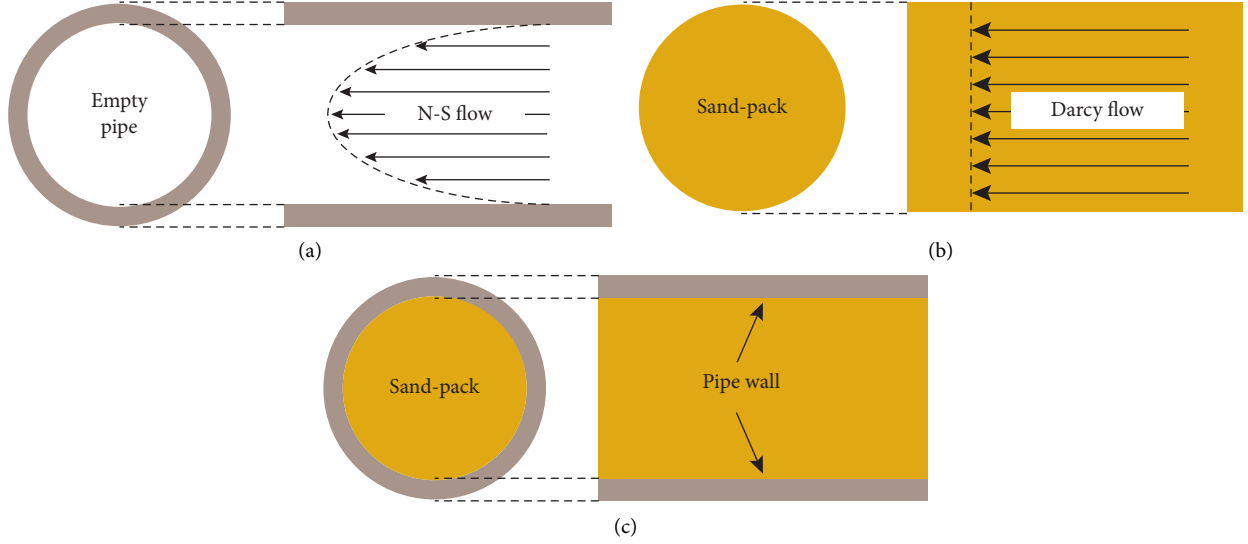 Empty
pipe
N-S flow
(a)
Sand-pack
Darcy flow
(b)
Sand-pack
Pipe wall
(c)